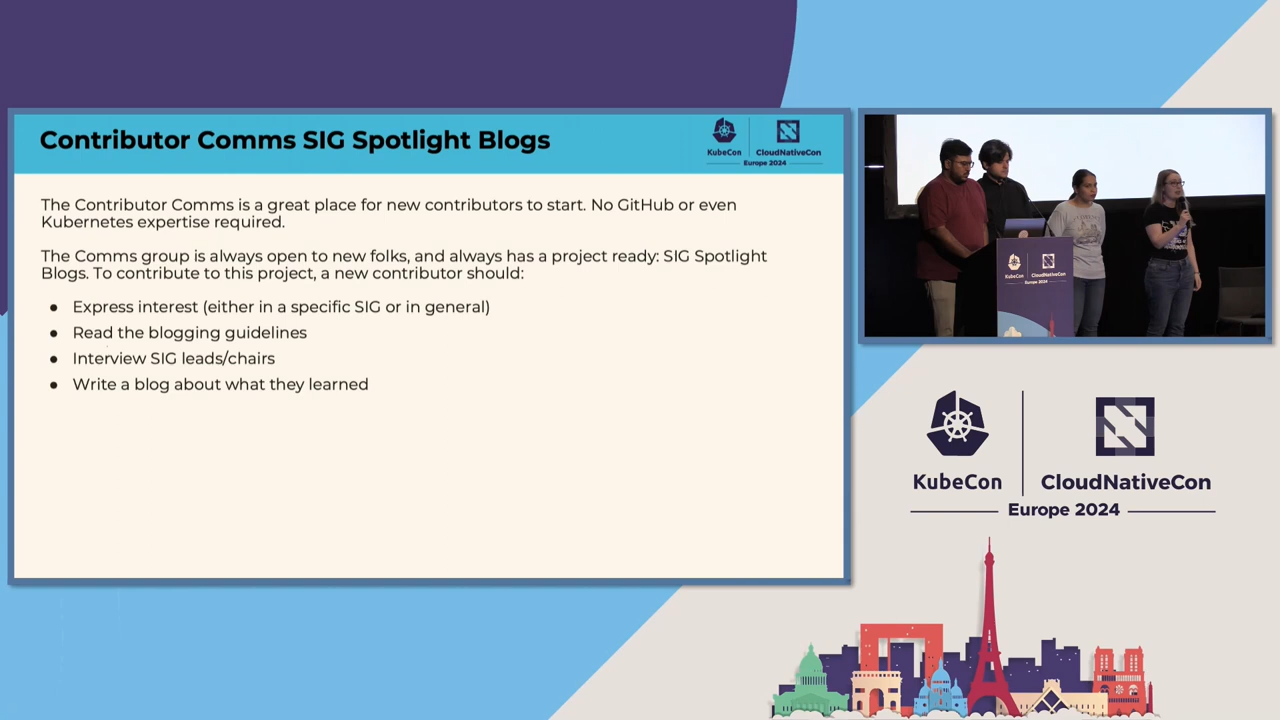 Contributor Comms SIG Spotlight Blogs
KubeCon
CloudNativeCon
Europe 2024
The Contributor Comms is a great place for new contributors to start. No GitHub or even
Kubernetes expertise required.
The Comms group is always open to new folks, and always has a project ready: SIG Spotlight
Blogs. To contribute to this project, a new contributor should:
● Express interest (either in a specific SIG or in general)
● Read the blogging guidelines
● Interview SIG leads/chairs
● Write a blog about what they learned
KubeCon
CloudNativeCon
Europe 2024
KubeCon
CloudNativeCon
Europe 2024